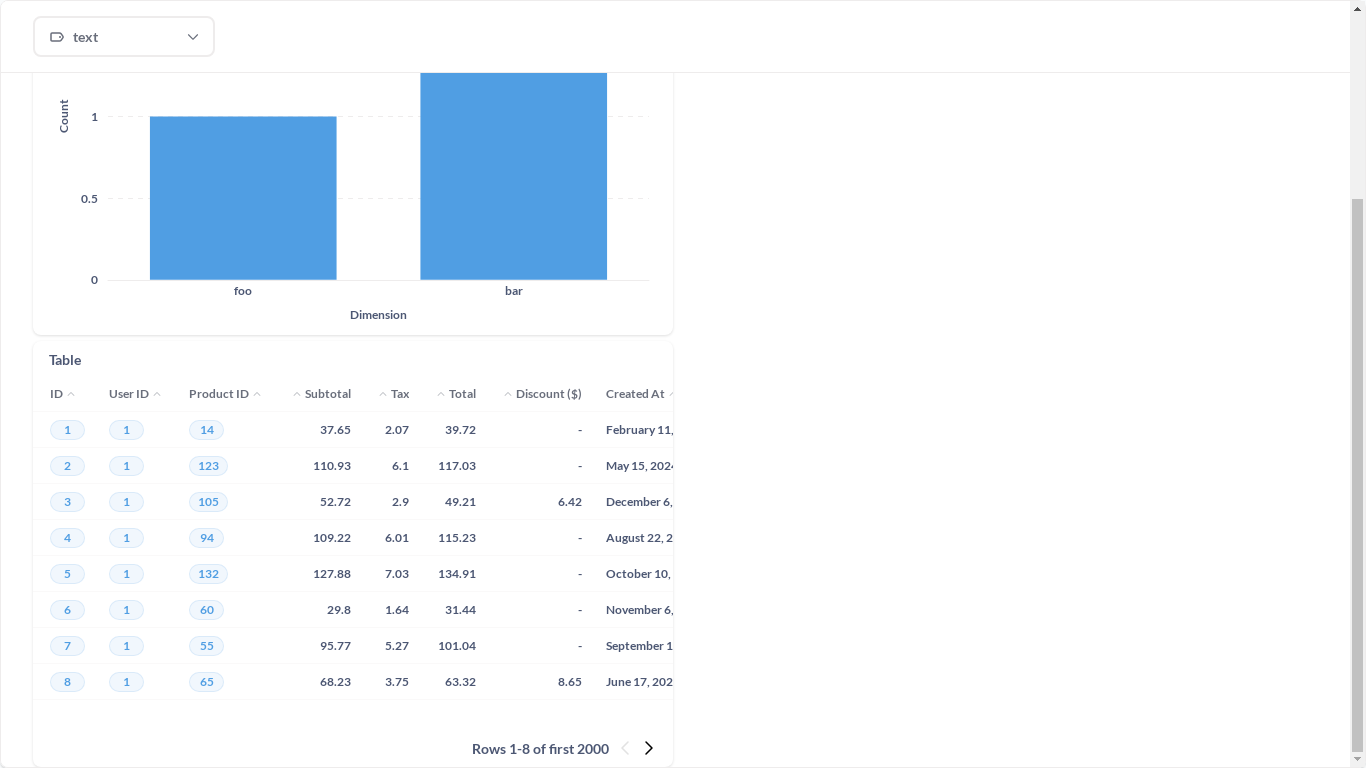 text
Count
1
0.5
0
foo bar
Dimension
Table
ID User ID Product ID Subtotal Tax Total Discount ($) Created At
1 1 14 37.65 2.07 39.72 - February 11,
2 1 123 110.93 6.1 117.03 - May 15, 2024
3 1 105 52.72 2.9 49.21 6.42 December 6,
4 1 94 109.22 6.01 115.23 - August 22, 2
5 1 132 127.88 7.03 134.91 - October 10,
6 1 60 29.8 1.64 31.44 - November 6,
7 1 55 95.77 5.27 101.04 - September 1
8 1 65 68.23 3.75 63.32 8.65 June 17, 202
Rows 1-8 of first 2000